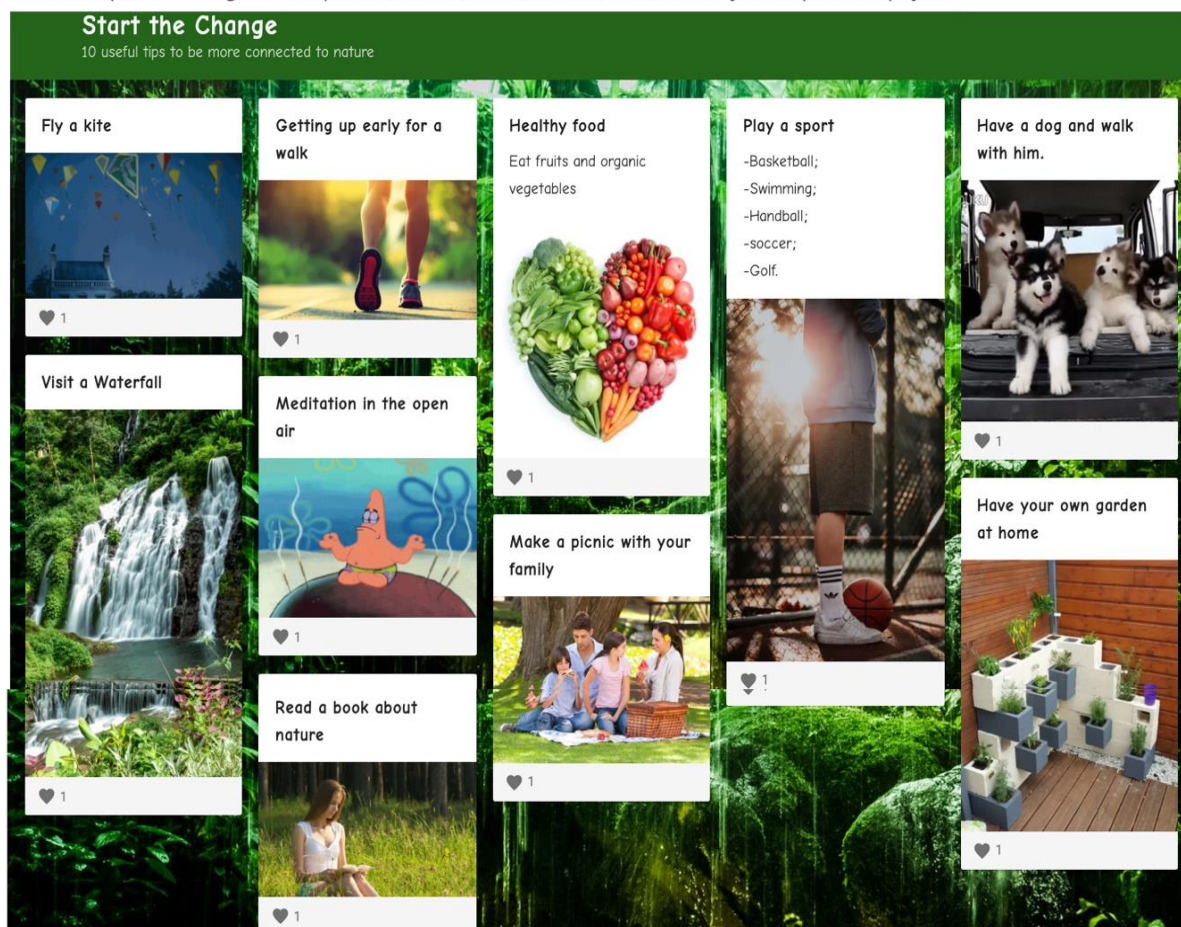 Start the Change
10 useful tips to be more connected to nature
Fly a kite
1
Visit a Waterfall
1
Getting up early for a
walk
1
Meditation in the open
air
1
Read a book about
nature
1
Healthy food
Eat fruits and organic
vegetables
1
Make a picnic with your
family
1
Play a sport
-Basketball;
-Swimming;
-Handball;
-soccer;
-Golf.
1
Have a dog and walk
with him.
1
Have your own garden
at home
1